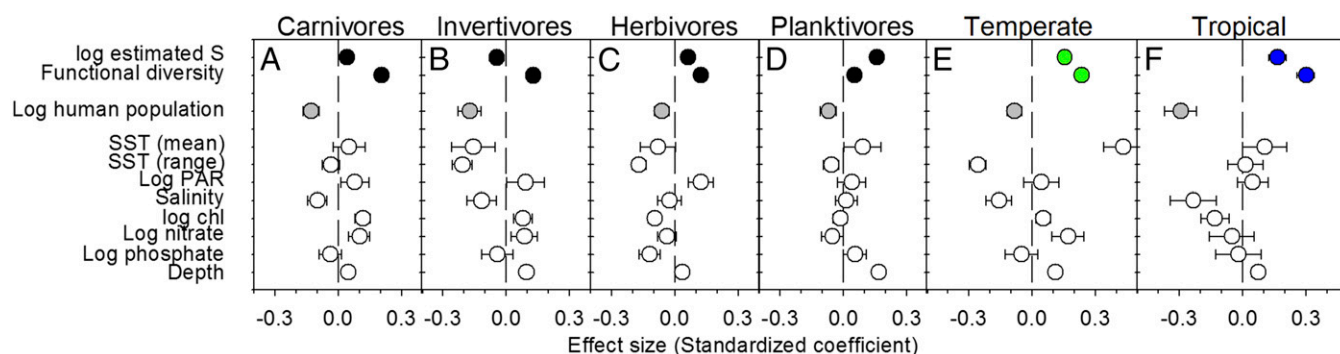 Carnivores Invertivores Herbivores Planktivores Temperate Tropical
A B C D E F
log estimated S
Functional diversity
Log human population
SST (mean)
SST (range)
Log PAR
Salinity
log chl
Log nitrate
Log phosphate
Depth
-0.3 0.0 0.3 -0.3 0.0 0.3 -0.3 0.0 0.3 -0.3 0.0 0.3 -0.3 0.0 0.3 -0.3 0.0 0.3
Effect size (Standardized coefficient)